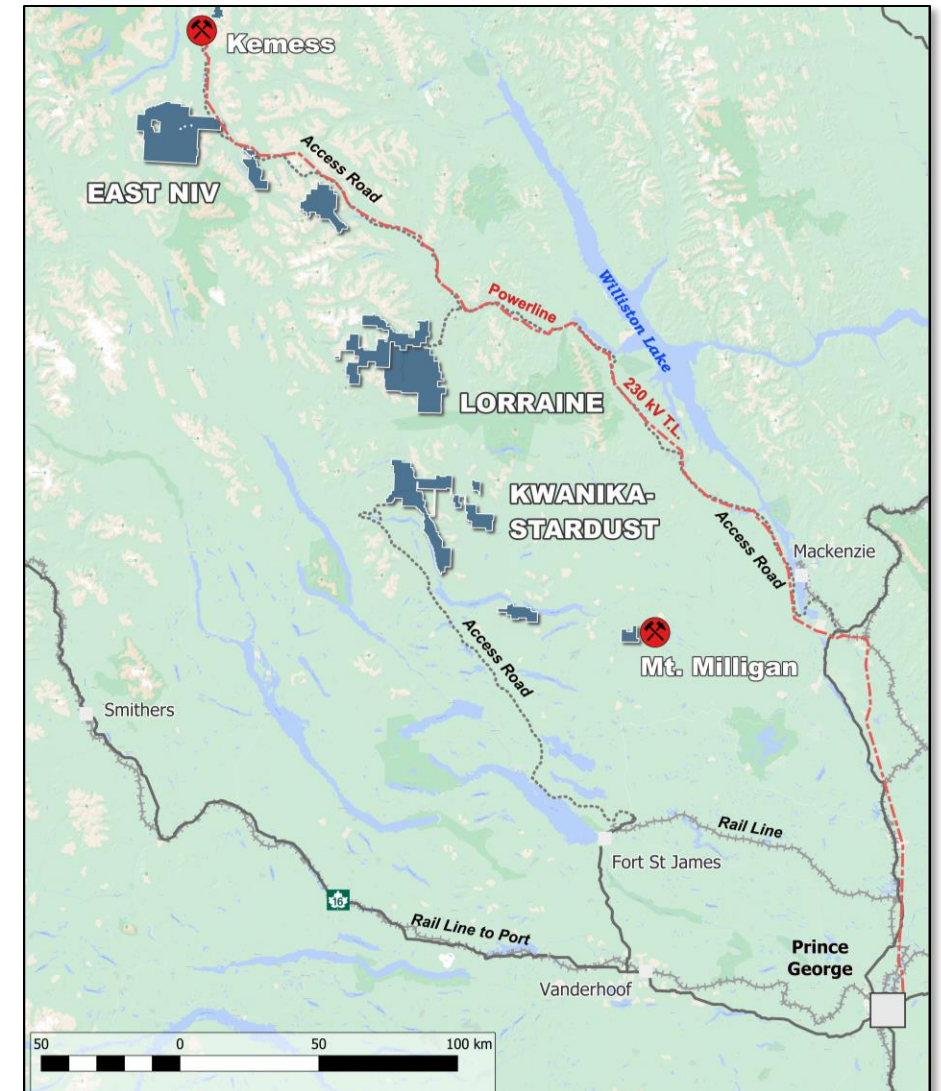 Kemess
Access Road
EAST NIV
Powerline
Williston Lake
LORRAINE
230 kV T.L.
KWANIKA-
STARDUST
Access Road
Mackenzie
Access Road
Mt. Milligan
Smithers
Rail Line
Fort St James
16
Rail Line to Port
Prince
George
Vanderhoof
50 0 50 100 km